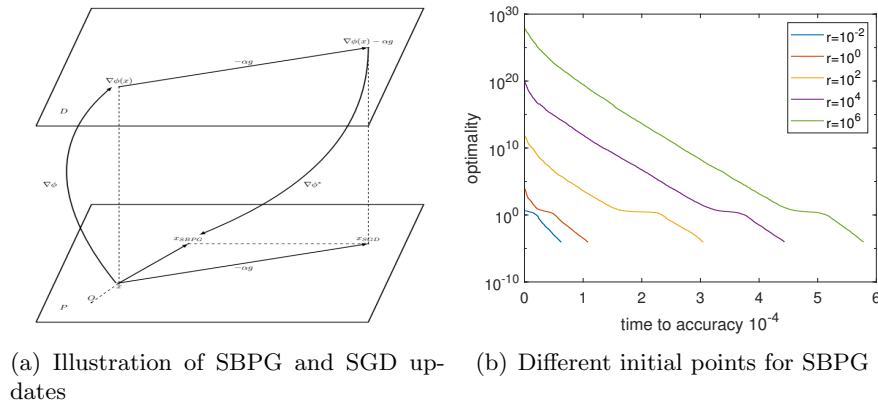 ∇ϕ(x)
∇ϕ(x) − αg
−αg
D
∇ϕ
∇ϕ*
x_SBPG
x_SGD
−αg
O
x
P
optimality
10^30
10^20
10^10
10^0
10^-10
0 1 2 3 4 5 6
time to accuracy 10^-4
r=10^-2
r=10^0
r=10^2
r=10^4
r=10^6
(a) Illustration of SBPG and SGD up-
dates
(b) Different initial points for SBPG